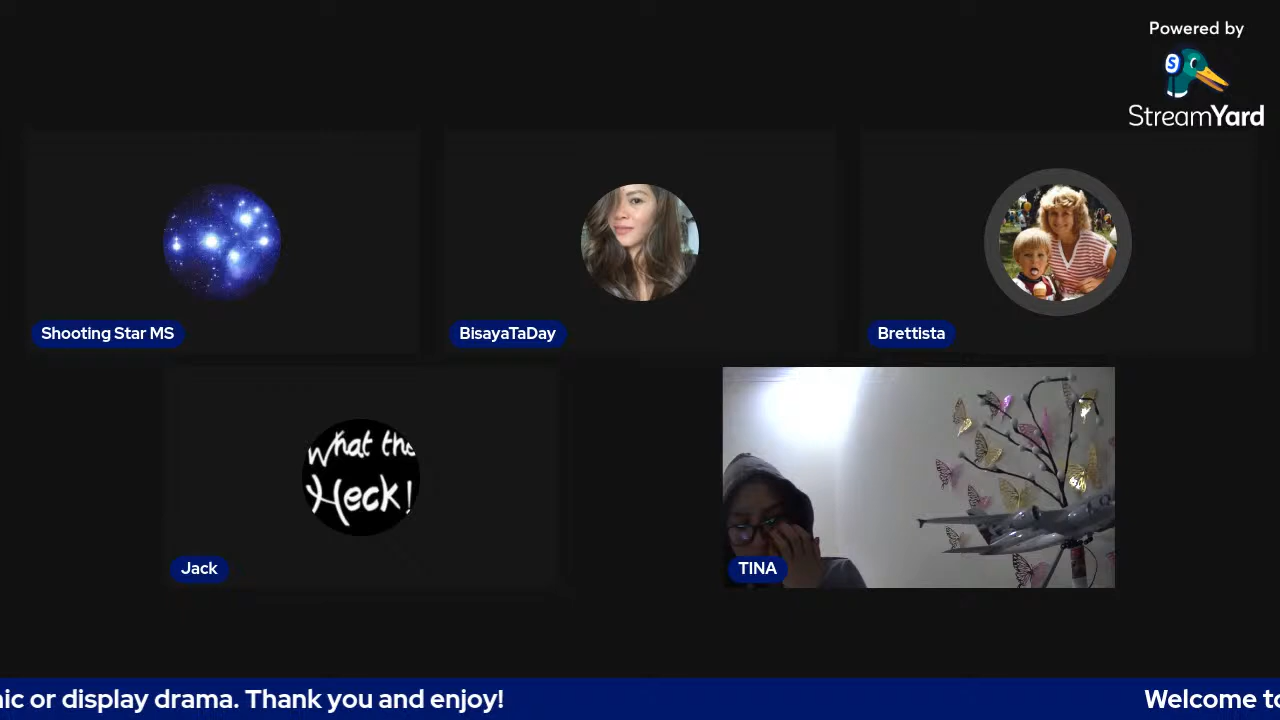 Powered by
StreamYard
Shooting Star MS
BisayaTaDay
Brettista
What the
Heck!
Jack
TINA
ic or display drama. Thank you and enjoy!
Welcome to